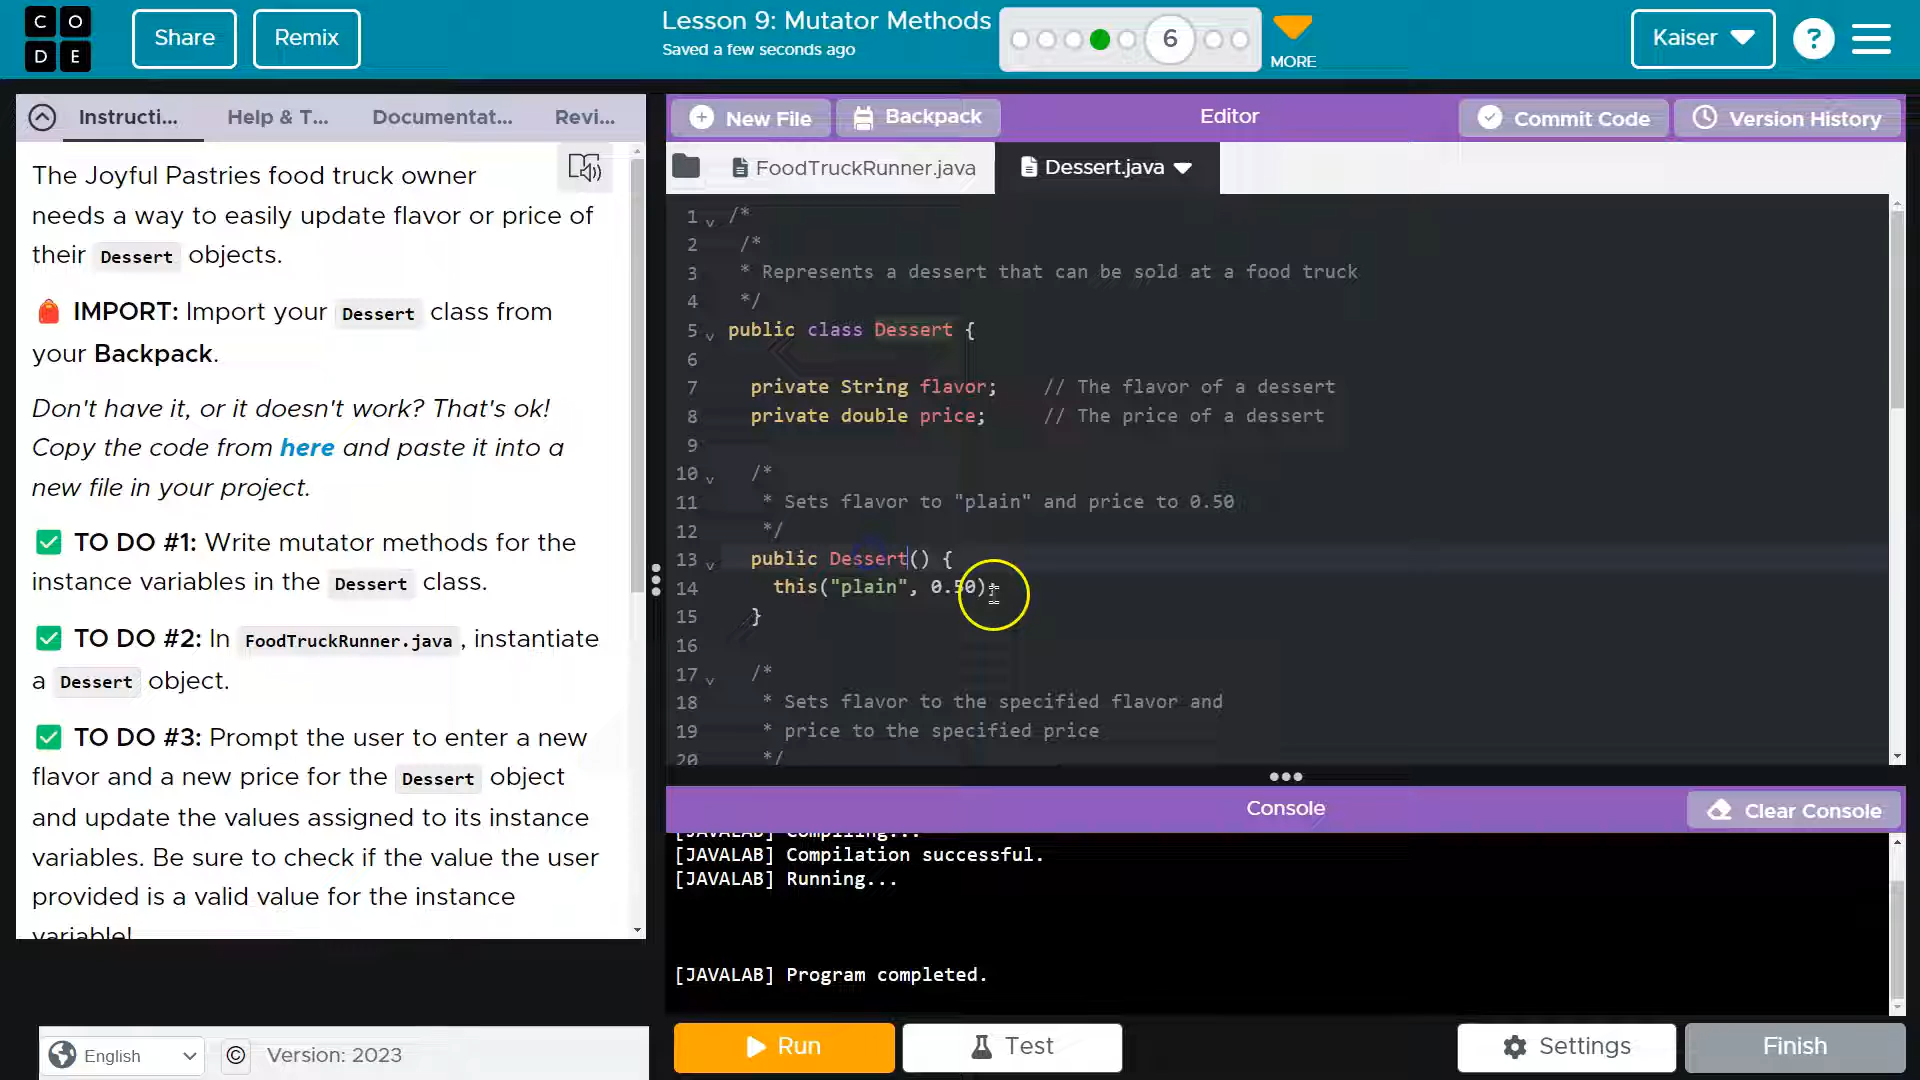 C O
D E
Share
Remix
Lesson 9: Mutator Methods
Saved a few seconds ago
6
MORE
Kaiser
?
Instructi...
Help & T...
Documentat...
Revi...
The Joyful Pastries food truck owner
needs a way to easily update flavor or price of
their Dessert objects.
IMPORT: Import your Dessert class from
your Backpack.
Don't have it, or it doesn't work? That's ok!
Copy the code from here and paste it into a
new file in your project.
TO DO #1: Write mutator methods for the
instance variables in the Dessert class.
TO DO #2: In FoodTruckRunner.java, instantiate
a Dessert object.
TO DO #3: Prompt the user to enter a new
flavor and a new price for the Dessert object
and update the values assigned to its instance
variables. Be sure to check if the value the user
provided is a valid value for the instance
variable!
English
© Version: 2023
New File
Backpack
Editor
Commit Code
Version History
FoodTruckRunner.java
Dessert.java
1 /*
2 /*
3 * Represents a dessert that can be sold at a food truck
4 */
5 public class Dessert {
6
7 private String flavor; // The flavor of a dessert
8 private double price; // The price of a dessert
9
10 /*
11 * Sets flavor to "plain" and price to 0.50
12 */
13 public Dessert() {
14 this("plain", 0.50);
15 }
16
17 /*
18 * Sets flavor to the specified flavor and
19 * price to the specified price
20 */
Console
Clear Console
[JAVALAB] Compiling...
[JAVALAB] Compilation successful.
[JAVALAB] Running...
[JAVALAB] Program completed.
Run
Test
Settings
Finish